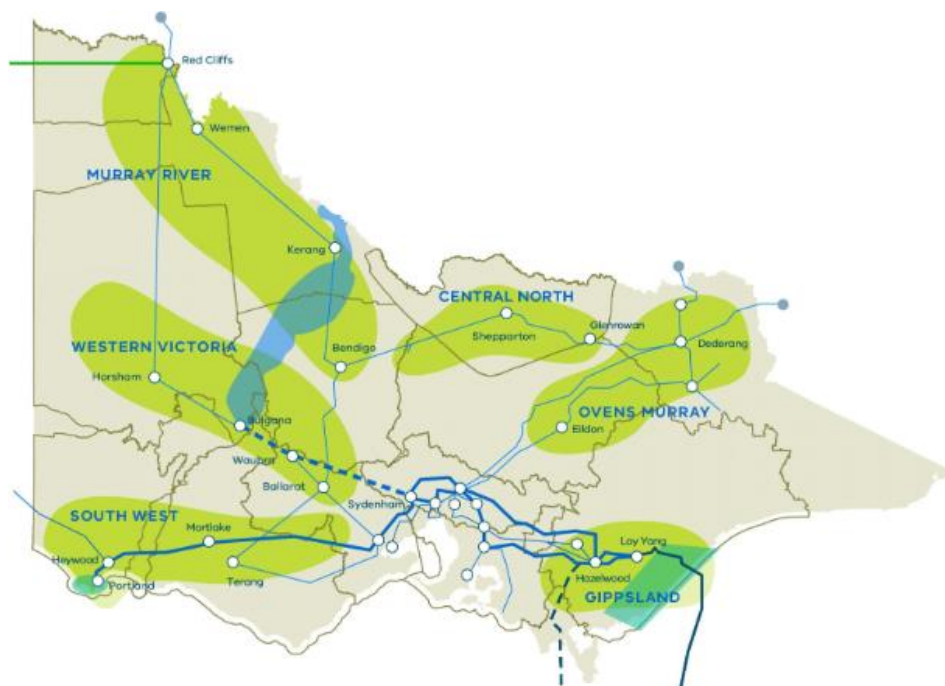 Red Cliffs
Wemen
MURRAY RIVER
Kerang
CENTRAL NORTH
Shepparton
Glenrowan
Dederang
WESTERN VICTORIA
Bendigo
Horsham
OVENS MURRAY
Bulgana
Eildon
Waubra
Ballarat
Sydenham
SOUTH WEST
Mortlake
Heywood
Portland
Terang
Loy Yang
Hazelwood
GIPPSLAND